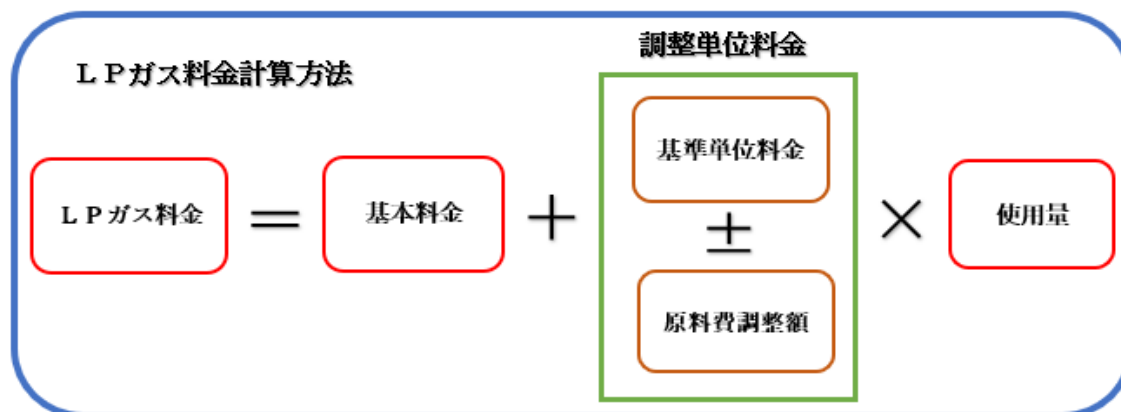 LPガス料金計算方法
調整単位料金
LPガス料金
=
基本料金
+
基準単位料金
±
原料費調整額
×
使用量